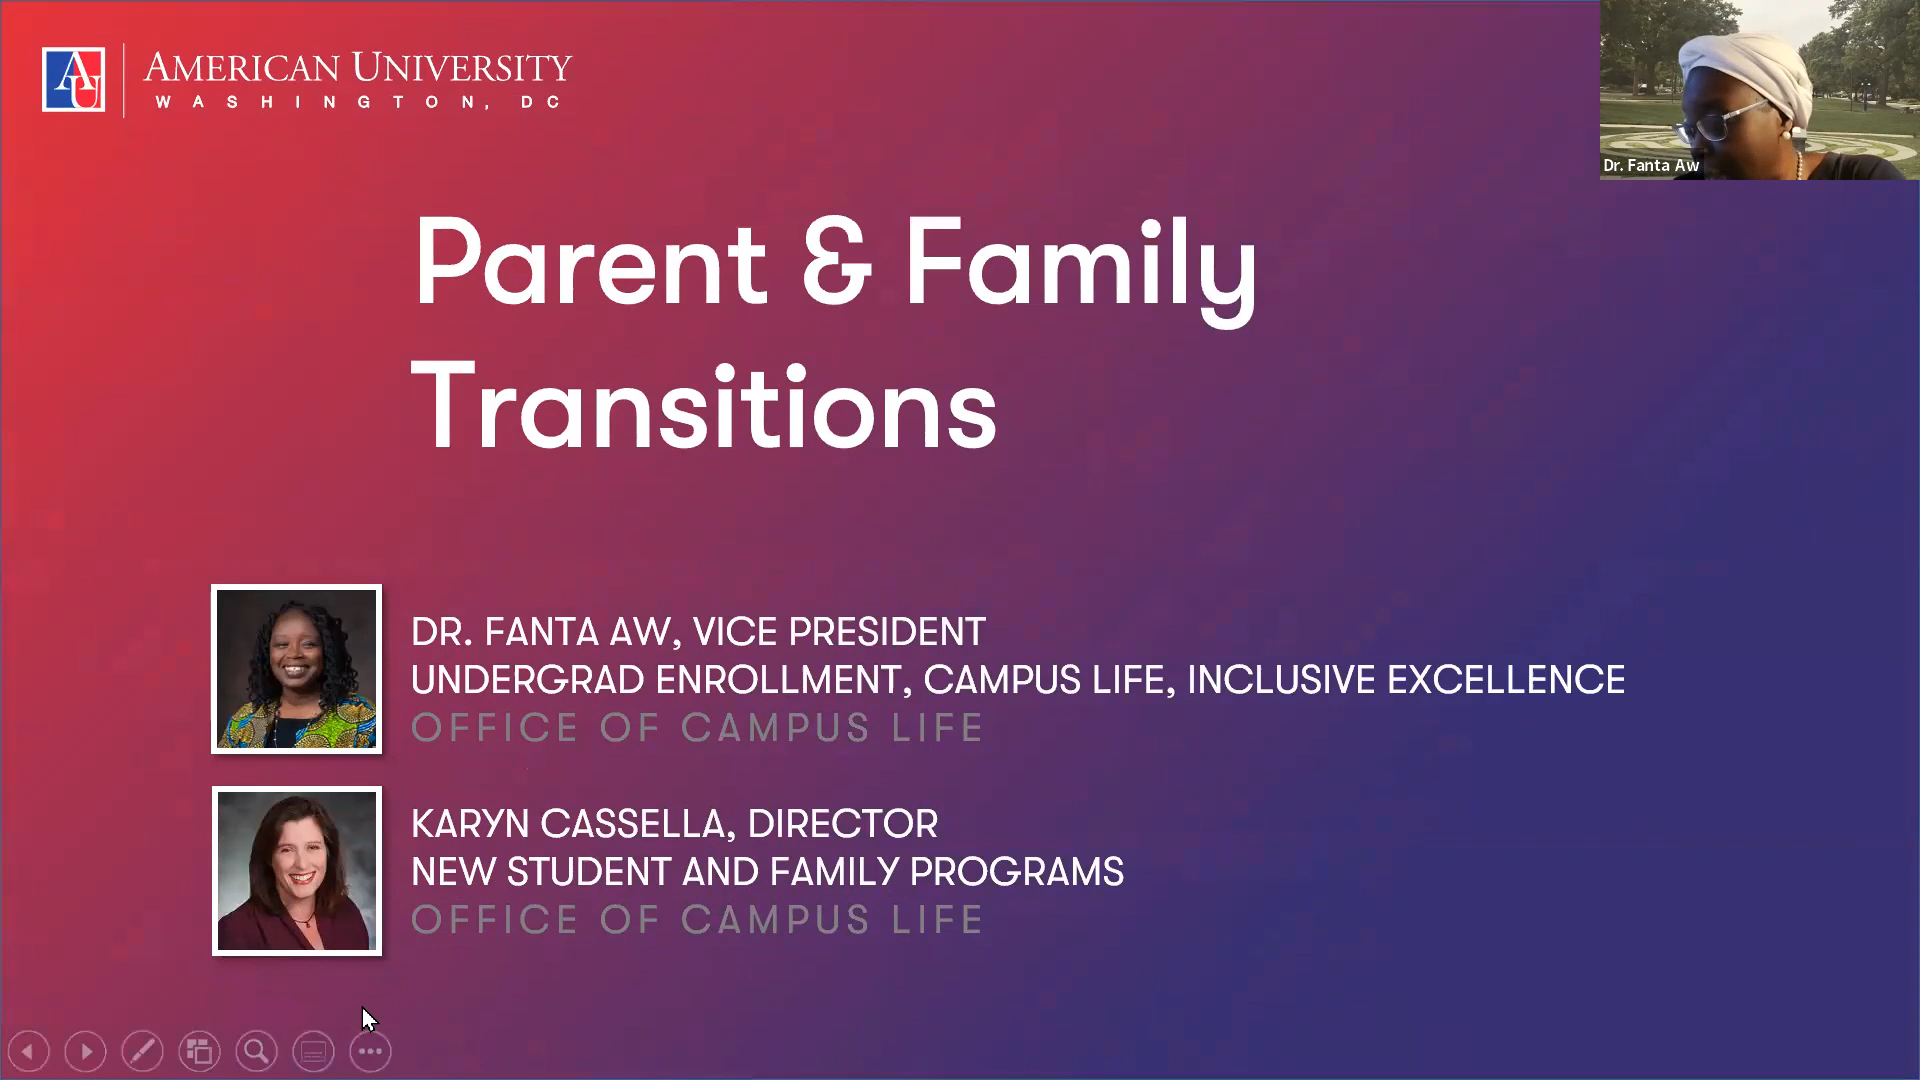 AU
AMERICAN UNIVERSITY
WASHINGTON, DC
Dr. Fanta Aw
Parent & Family
Transitions
DR. FANTA AW, VICE PRESIDENT
UNDERGRAD ENROLLMENT, CAMPUS LIFE, INCLUSIVE EXCELLENCE
OFFICE OF CAMPUS LIFE
KARYN CASSELLA, DIRECTOR
NEW STUDENT AND FAMILY PROGRAMS
OFFICE OF CAMPUS LIFE